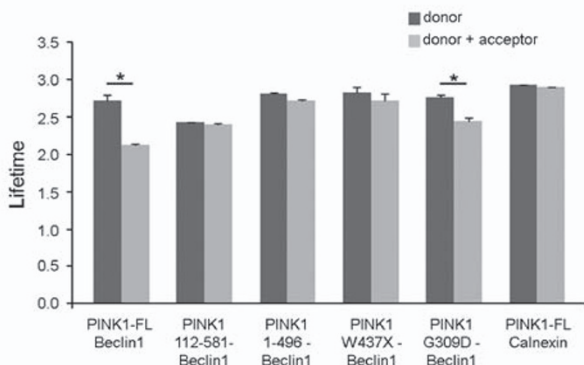 donor
donor + acceptor
3.5
3.0
2.5
2.0
1.5
1.0
0.5
0.0
Lifetime
*
*
PINK1-FL
Beclin1
PINK1
112-581-
Beclin1
PINK1
1-496 -
Beclin1
PINK1
W437X -
Beclin1
PINK1
G309D -
Beclin1
PINK1-FL
Calnexin